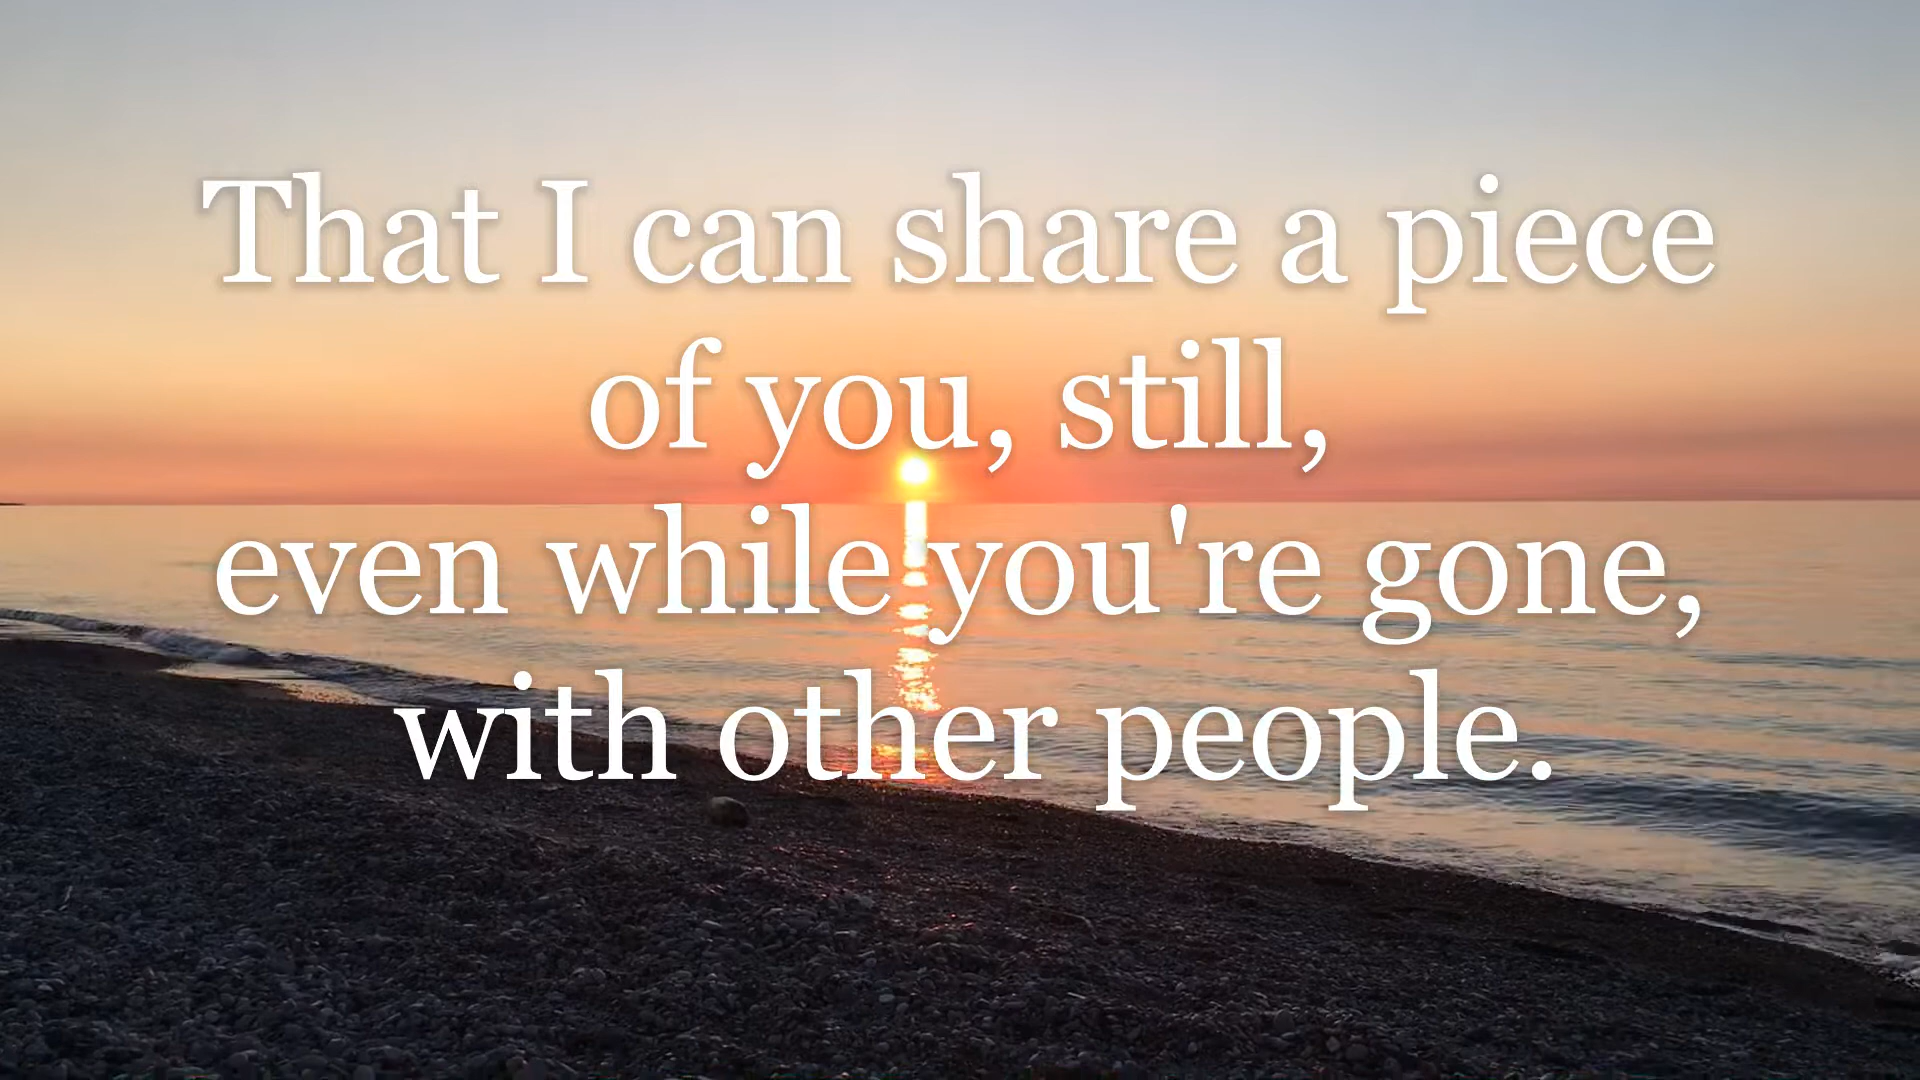 That I can share a piece
of you, still,
even while you're gone,
with other people.